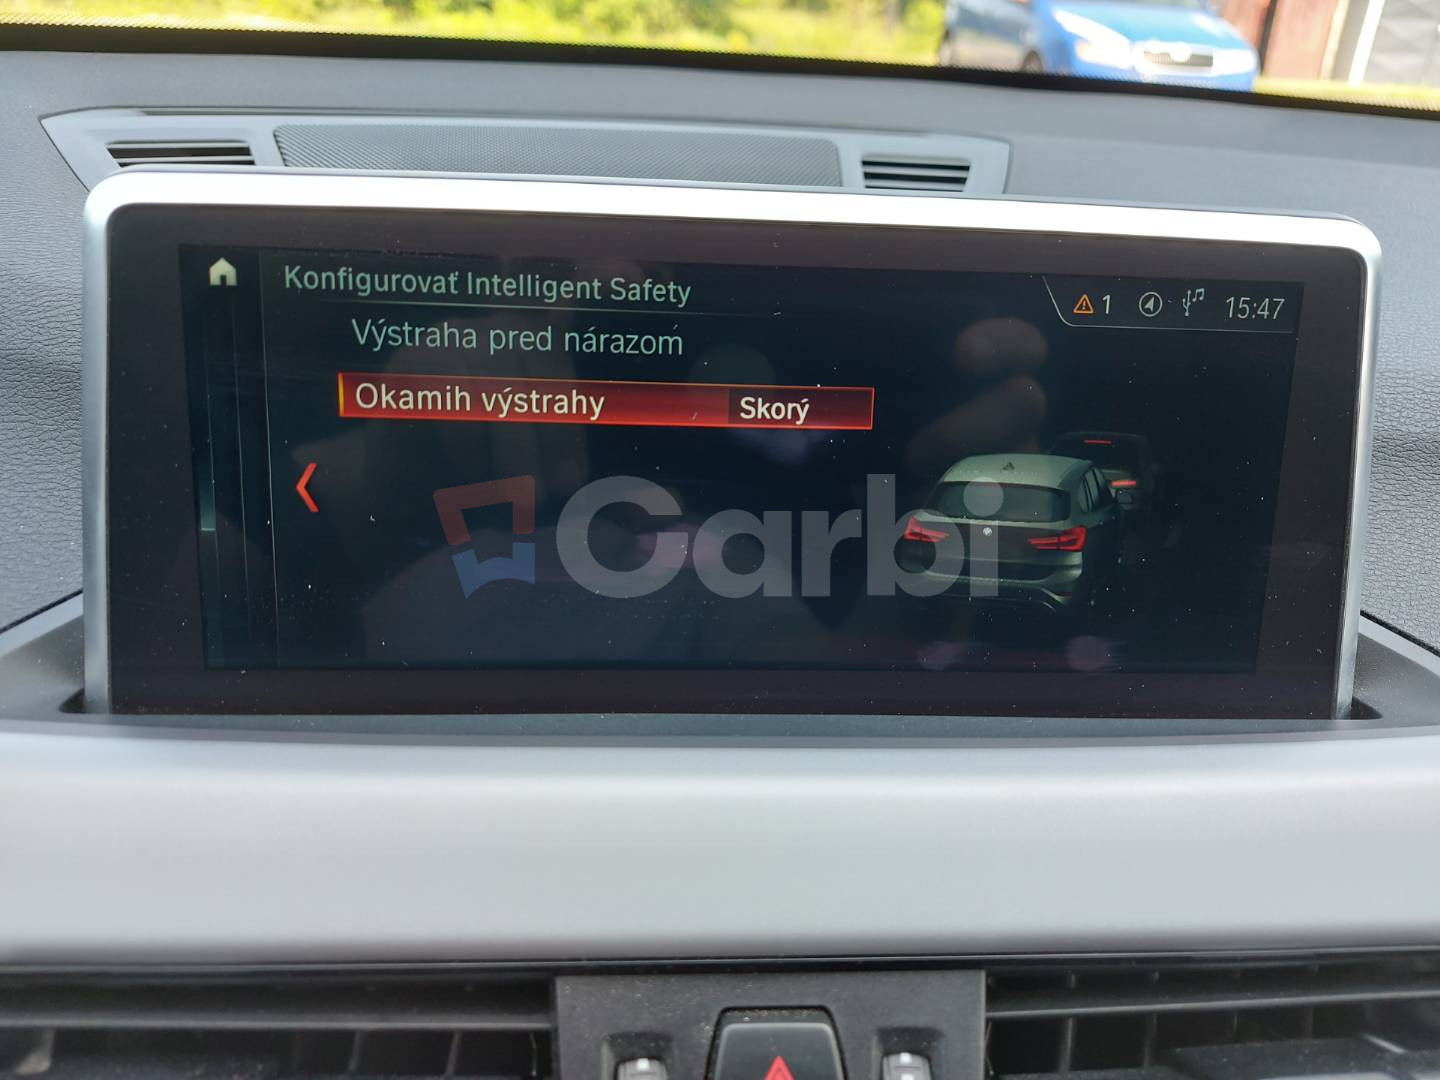 Konfigurovať Intelligent Safety
1
15:47
Výstraha pred nárazom
Okamih výstrahy Skorý
Carbi